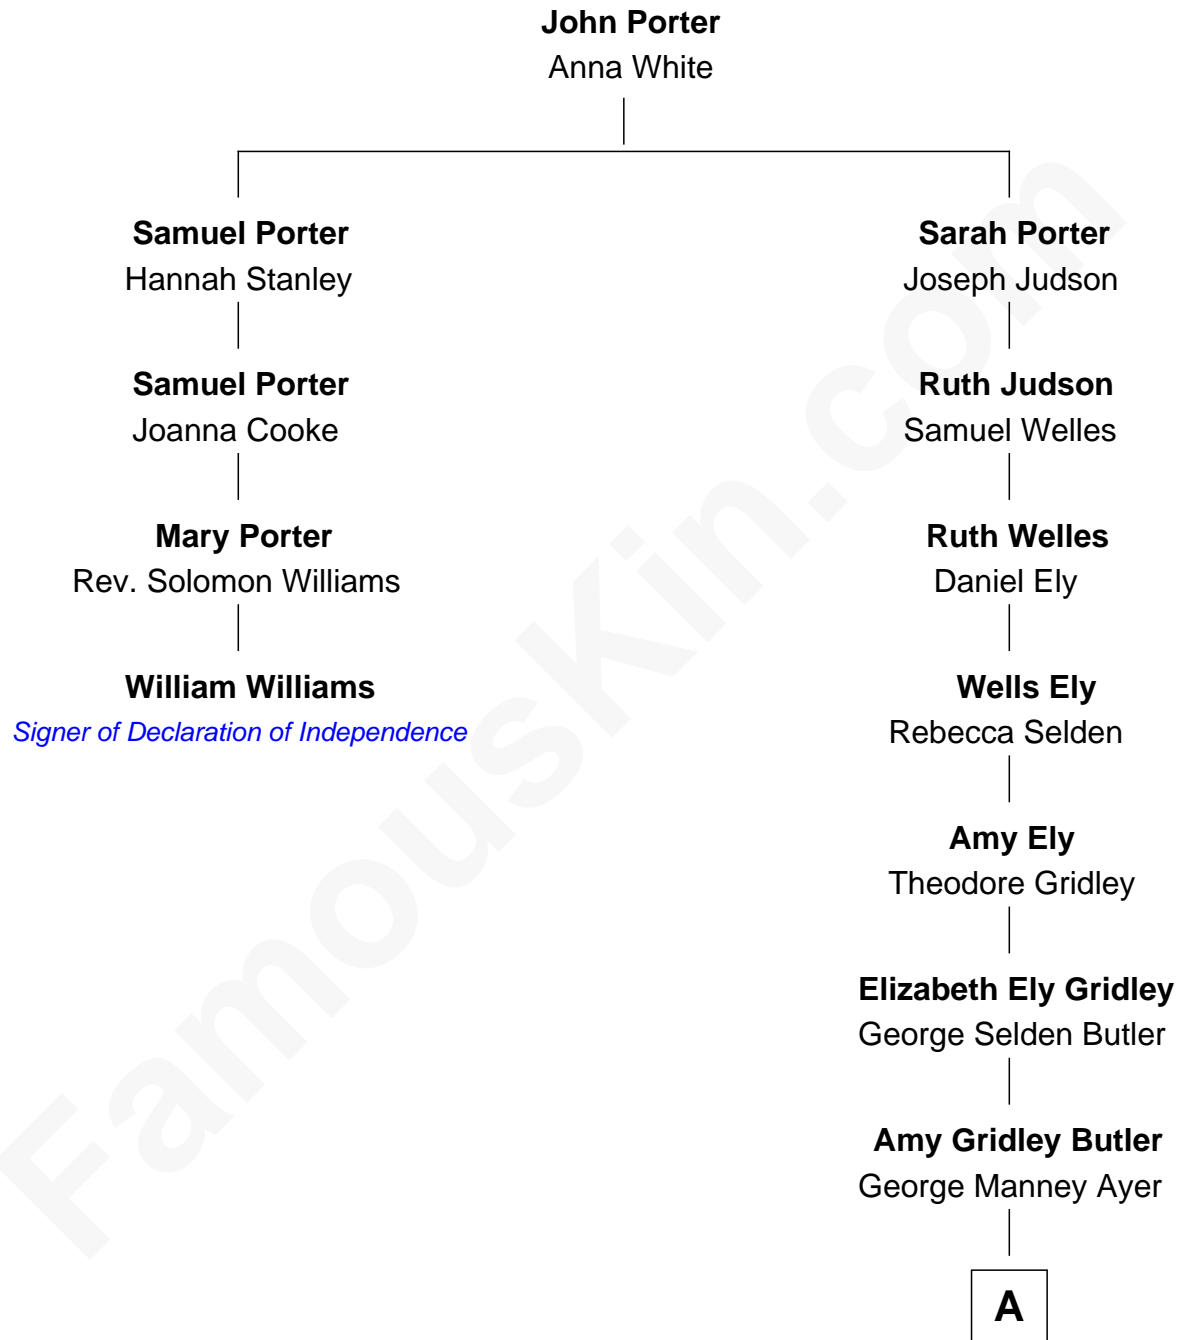 John Porter
Anna White
Samuel Porter
Hannah Stanley
Samuel Porter
Joanna Cooke
Mary Porter
Rev. Solomon Williams
William Williams
Signer of Declaration of Independence
Sarah Porter
Joseph Judson
Ruth Judson
Samuel Welles
Ruth Welles
Daniel Ely
Wells Ely
Rebecca Selden
Amy Ely
Theodore Gridley
Elizabeth Ely Gridley
George Selden Butler
Amy Gridley Butler
George Manney Ayer
A
FamousKin.com